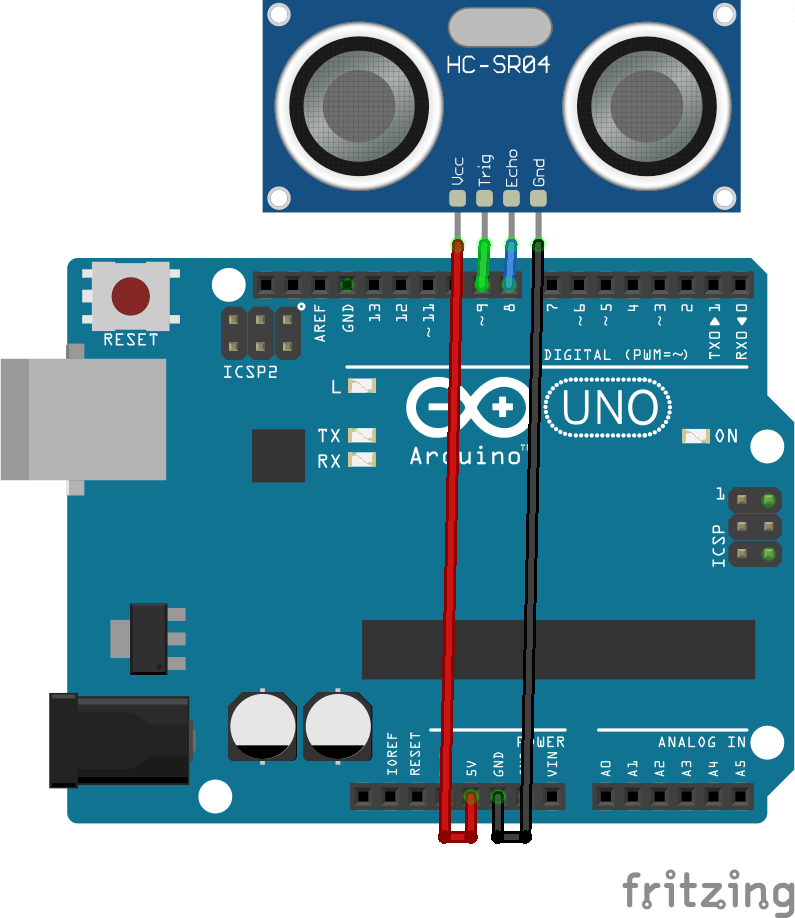 HC-SR04
Vcc
Trig
Echo
Gnd
RESET
ICSP2
AREF
GND
13
12
~11
~9
8
7
~6
~5
4
~3
2
TXD▶1
RXD◀0
DIGITAL (PWM=~)
L
TX
RX
Arduino™
UNO
ON
1
ICSP
POWER
ANALOG IN
IOREF
RESET
5V
GND
VIN
A0
A1
A2
A3
A4
A5
fritzing